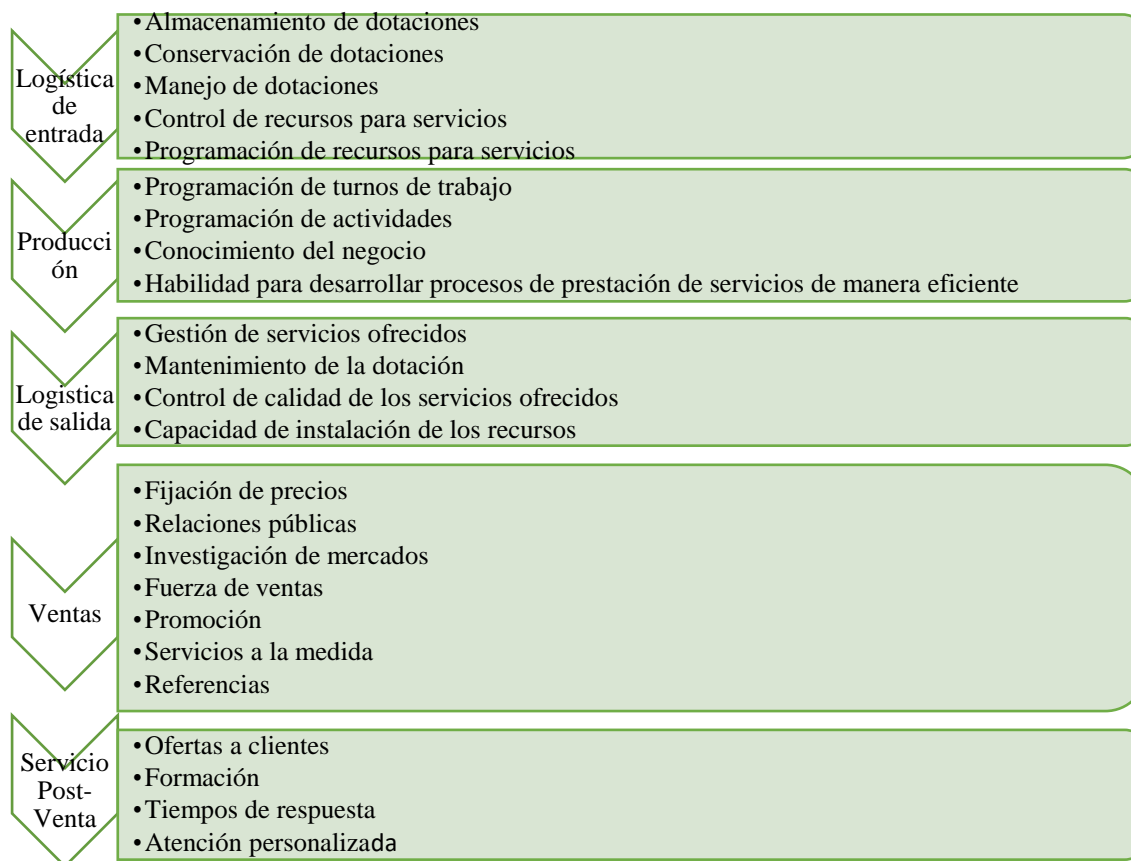 Logística
de
entrada
•Almacenamiento de dotaciones
•Conservación de dotaciones
•Manejo de dotaciones
•Control de recursos para servicios
•Programación de recursos para servicios
Producci
ón
•Programación de turnos de trabajo
•Programación de actividades
•Conocimiento del negocio
•Habilidad para desarrollar procesos de prestación de servicios de manera eficiente
Logistica
de salida
•Gestión de servicios ofrecidos
•Mantenimiento de la dotación
•Control de calidad de los servicios ofrecidos
•Capacidad de instalación de los recursos
Ventas
•Fijación de precios
•Relaciones públicas
•Investigación de mercados
•Fuerza de ventas
•Promoción
•Servicios a la medida
•Referencias
Servicio
Post-
Venta
•Ofertas a clientes
•Formación
•Tiempos de respuesta
•Atención personalizada